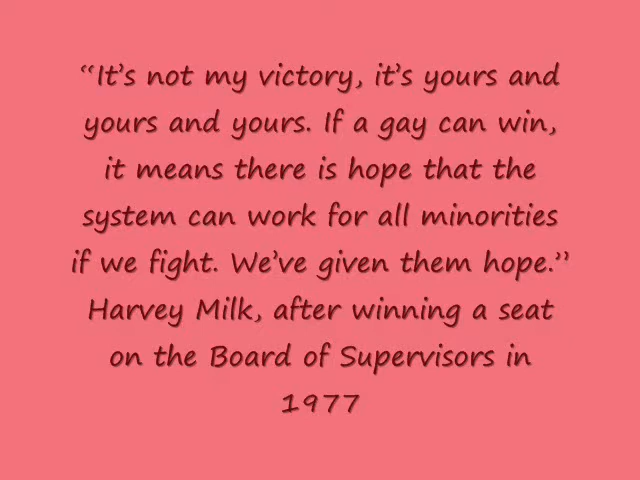 “It’s not my victory, it’s yours and
yours and yours. If a gay can win,
it means there is hope that the
system can work for all minorities
if we fight. We’ve given them hope.”
Harvey Milk, after winning a seat
on the Board of Supervisors in
1977